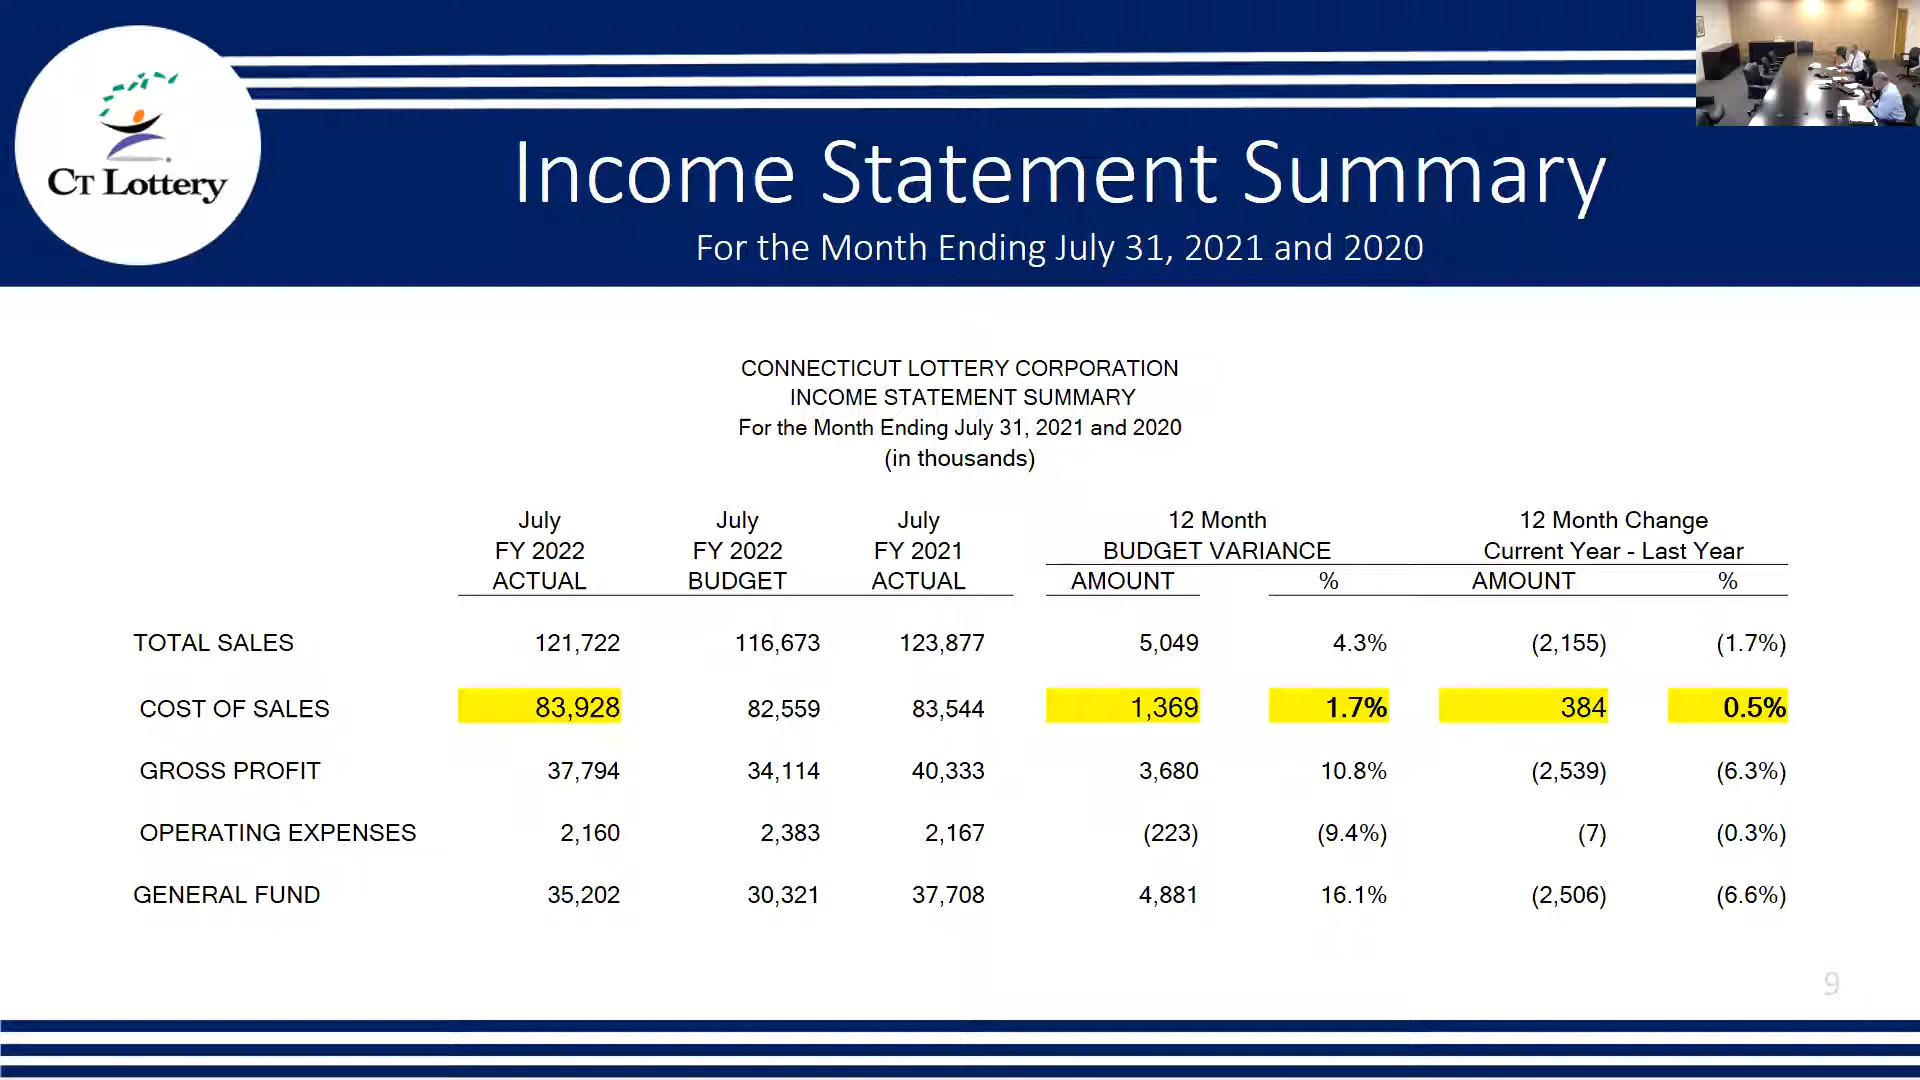 CT Lottery
Income Statement Summary
For the Month Ending July 31, 2021 and 2020
CONNECTICUT LOTTERY CORPORATION
INCOME STATEMENT SUMMARY
For the Month Ending July 31, 2021 and 2020
(in thousands)
July July July 12 Month 12 Month Change
FY 2022 FY 2022 FY 2021 BUDGET VARIANCE Current Year - Last Year
ACTUAL BUDGET ACTUAL AMOUNT % AMOUNT %
TOTAL SALES 121,722 116,673 123,877 5,049 4.3% (2,155) (1.7%)
COST OF SALES 83,928 82,559 83,544 1,369 1.7% 384 0.5%
GROSS PROFIT 37,794 34,114 40,333 3,680 10.8% (2,539) (6.3%)
OPERATING EXPENSES 2,160 2,383 2,167 (223) (9.4%) (7) (0.3%)
GENERAL FUND 35,202 30,321 37,708 4,881 16.1% (2,506) (6.6%)
9